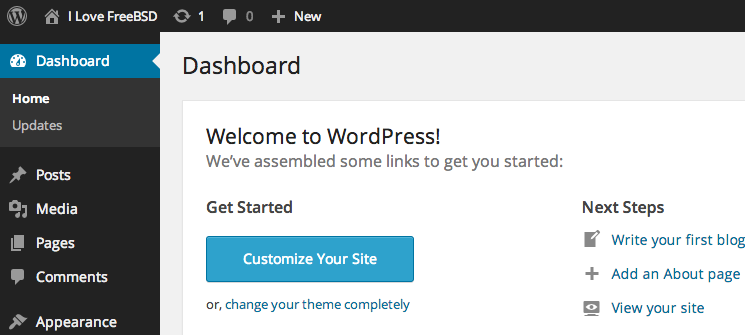 I Love FreeBSD 1 0 New
Dashboard
Home
Updates
Posts
Media
Pages
Comments
Appearance
Dashboard
Welcome to WordPress!
We've assembled some links to get you started:
Get Started
Customize Your Site
or, change your theme completely
Next Steps
Write your first blog
Add an About page
View your site